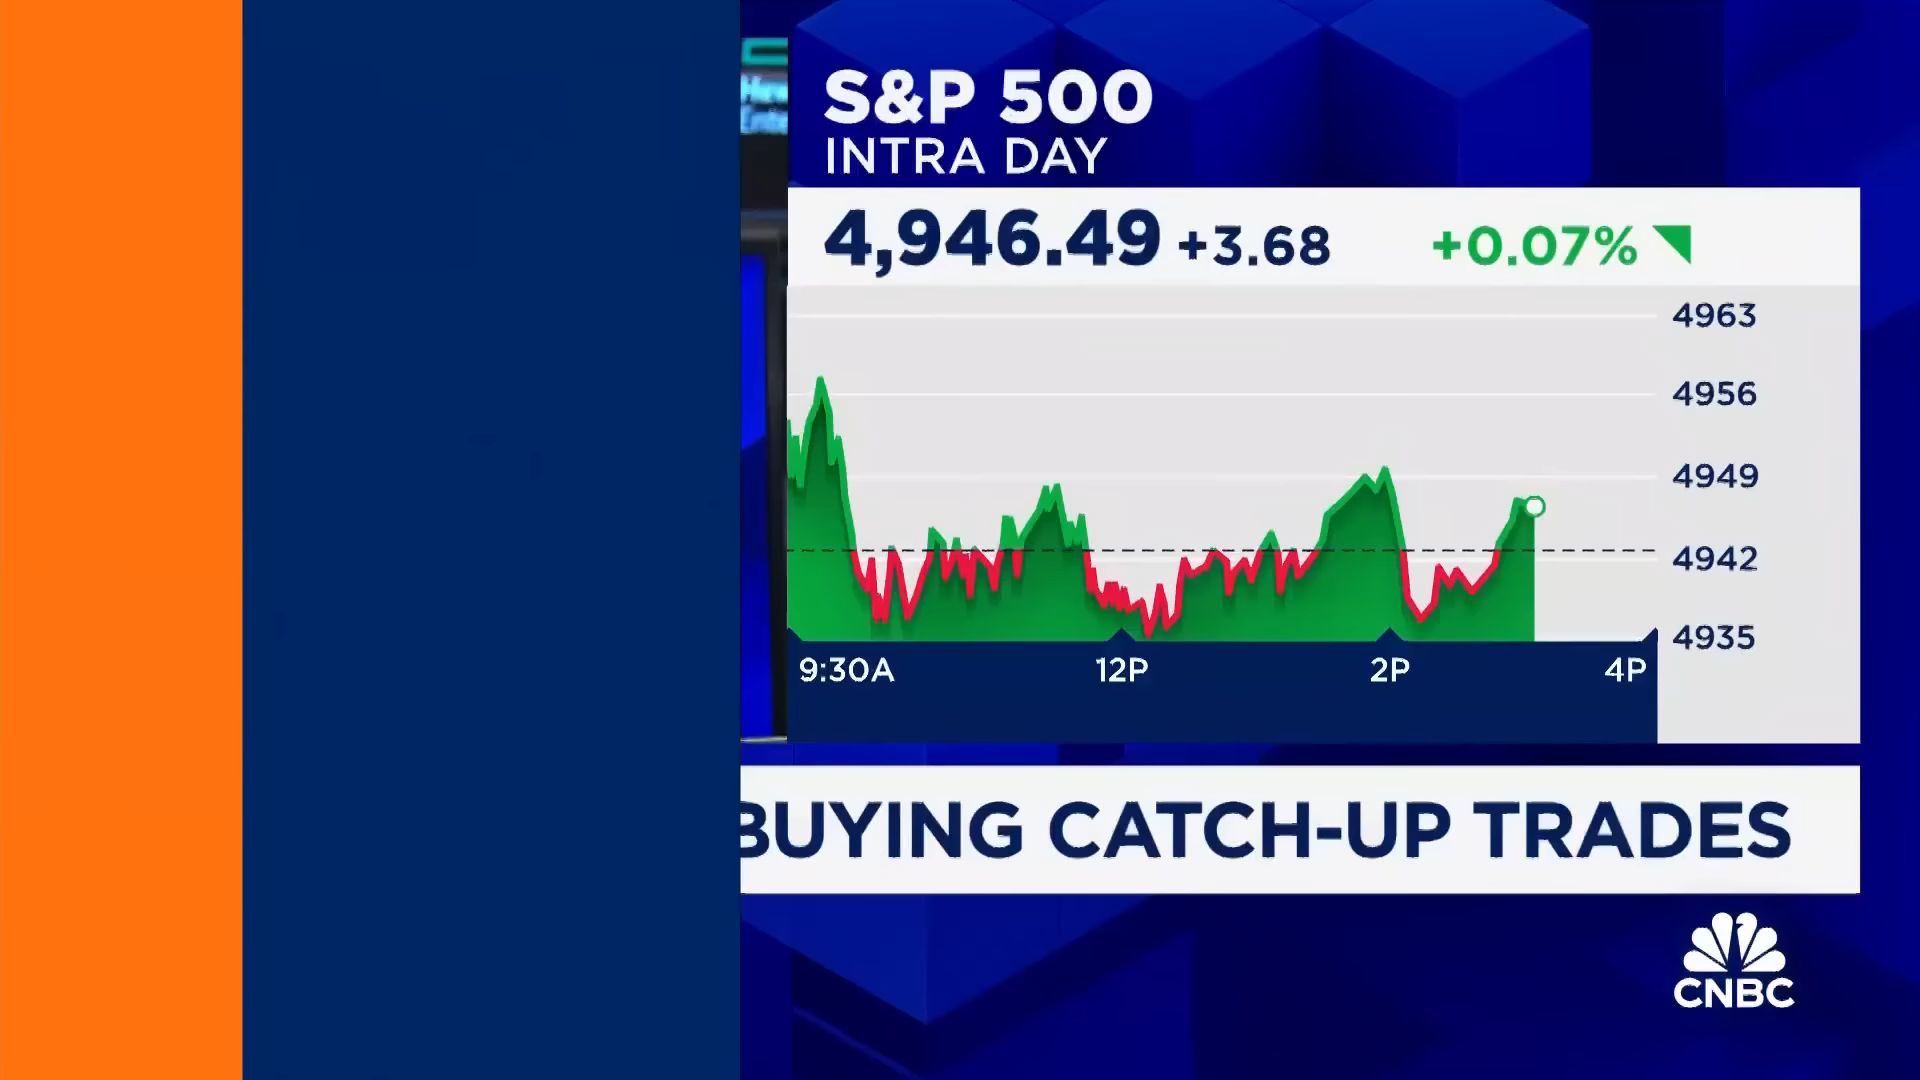 S&P 500
INTRA DAY
4,946.49 +3.68 +0.07%
4963
4956
4949
4942
4935
9:30A 12P 2P 4P
BUYING CATCH-UP TRADES
CNBC